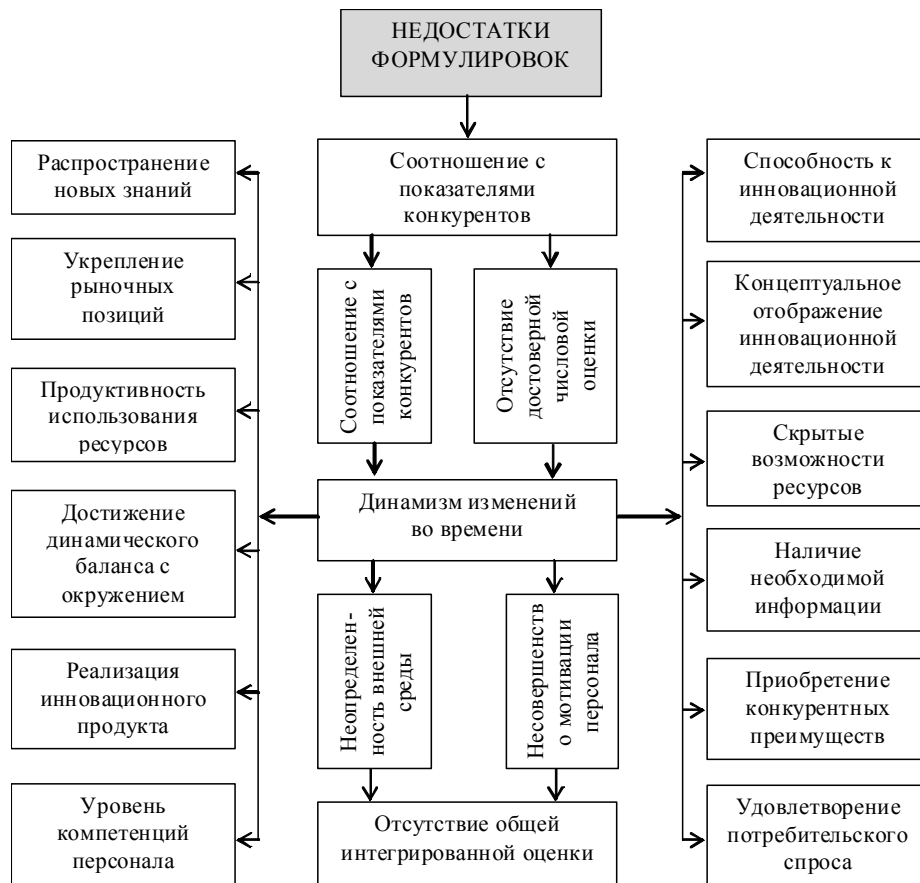 НЕДОСТАТКИ
ФОРМУЛИРОВОК
Соотношение с
показателями
конкурентов
Соотношение с
показателями
конкурентов
Отсутствие
достоверной
числовой
оценки
Динамизм изменений
во времени
Неопределен-
ность внешней
среды
Несовершенств
о мотивации
персонала
Отсутствие общей
интегрированной оценки
Распространение
новых знаний
Укрепление
рыночных
позиций
Продуктивность
использования
ресурсов
Достижение
динамического
баланса с
окружением
Реализация
инновационного
продукта
Уровень
компетенций
персонала
Способность к
инновационной
деятельности
Концептуальное
отображение
инновационной
деятельности
Скрытые
возможности
ресурсов
Наличие
необходимой
информации
Приобретение
конкурентных
преимуществ
Удовлетворение
потребительского
спроса